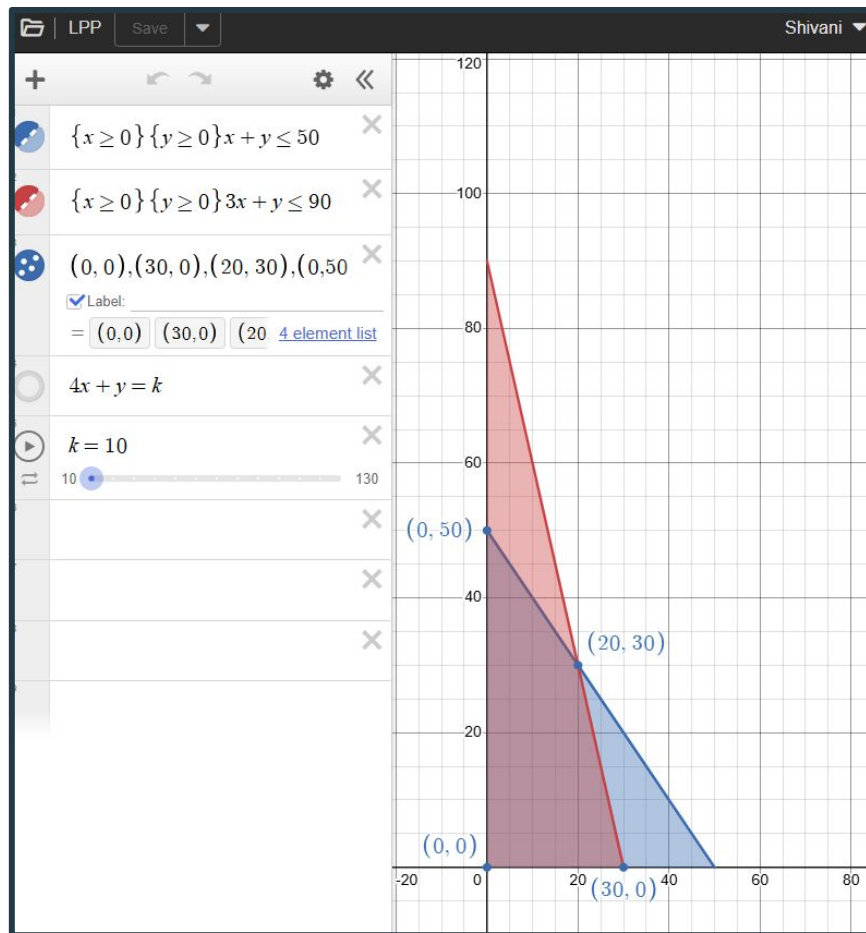 LPP Save Shivani
{x ≥ 0}{y ≥ 0}x + y ≤ 50
{x ≥ 0}{y ≥ 0}3x + y ≤ 90
(0, 0),(30, 0),(20, 30),(0,50
Label:
= (0,0) (30,0) (20 4 element list
4x + y = k
k = 10
10 130
120
100
80
60
(0, 50)
40
(20, 30)
20
(0, 0)
-20 0 20 40 60 80
(30, 0)